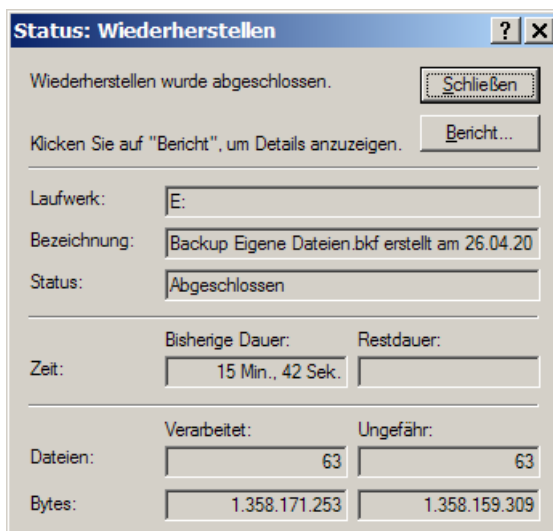 Status: Wiederherstellen
Wiederherstellen wurde abgeschlossen.
Schließen
Klicken Sie auf "Bericht", um Details anzuzeigen.
Bericht...
Laufwerk: E:
Bezeichnung: Backup Eigene Dateien.bkf erstellt am 26.04.20
Status: Abgeschlossen
Bisherige Dauer: Restdauer:
Zeit: 15 Min., 42 Sek.
Verarbeitet: Ungefähr:
Dateien: 63 63
Bytes: 1.358.171.253 1.358.159.309